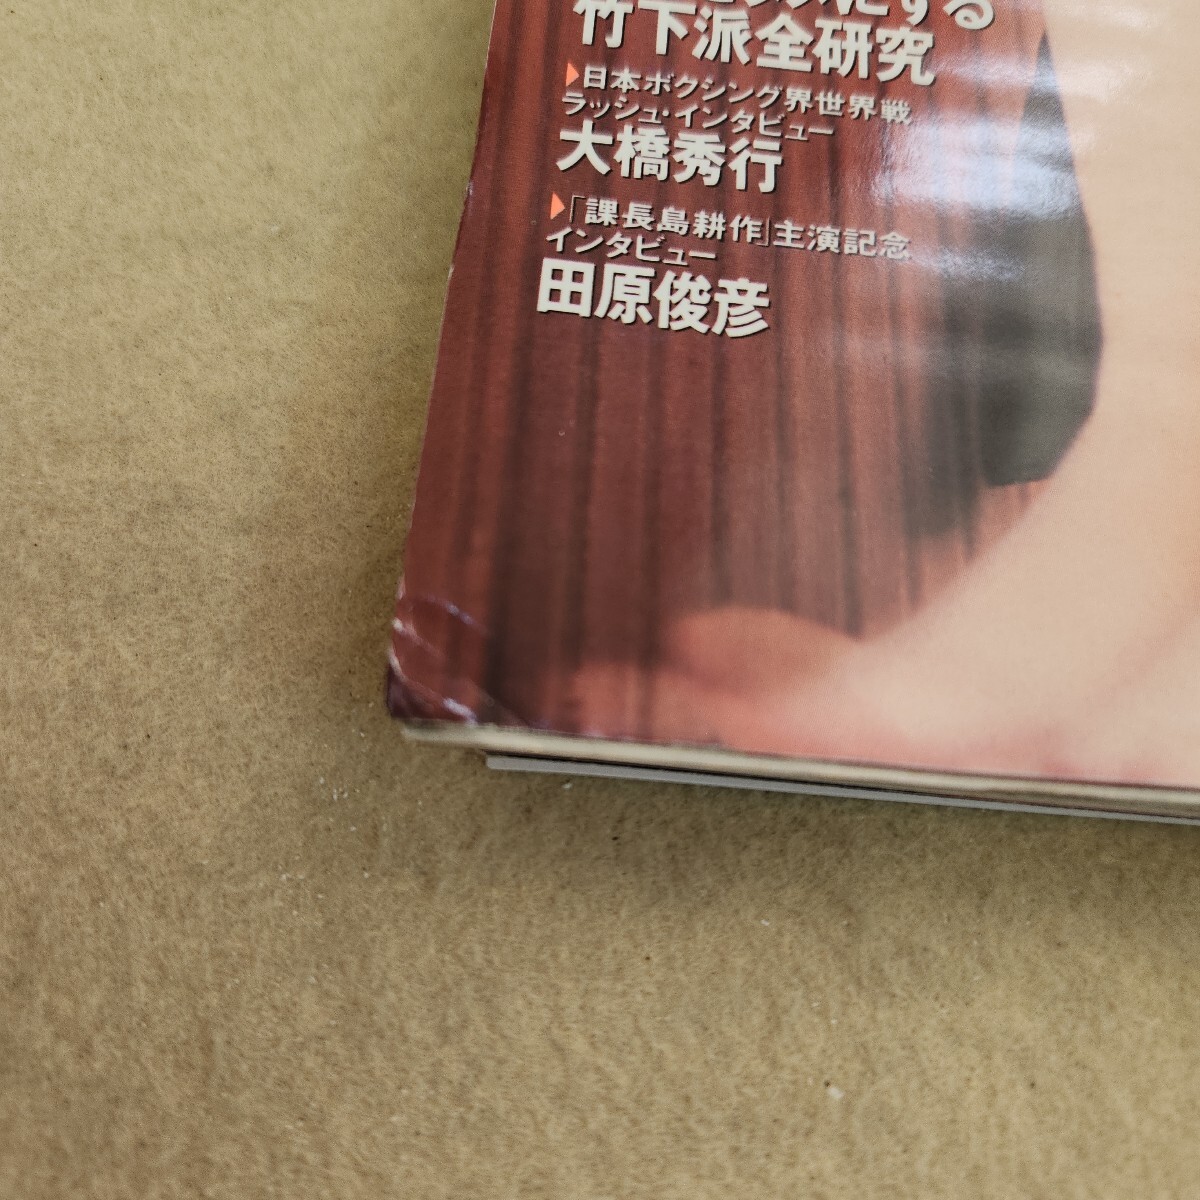 する
竹下派全研究
▶日本ボクシング界世界戦
ラッシュ・インタビュー
大橋秀行
▶「課長島耕作」主演記念
インタビュー
田原俊彦